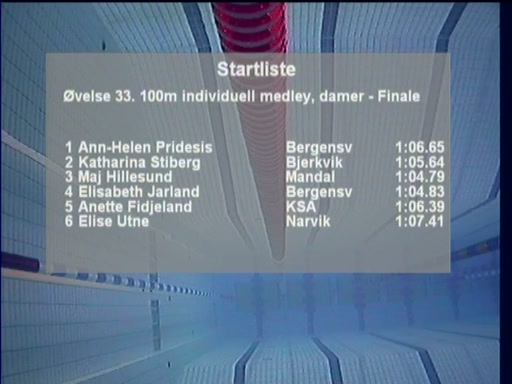 Startliste
Øvelse 33. 100m individuell medley, damer - Finale
1 Ann-Helen Pridesis Bergensv 1:06.65
2 Katharina Stiberg Bjerkvik 1:05.64
3 Maj Hillesund Mandal 1:04.79
4 Elisabeth Jarland Bergensv 1:04.83
5 Anette Fidjeland KSA 1:06.39
6 Elise Utne Narvik 1:07.41